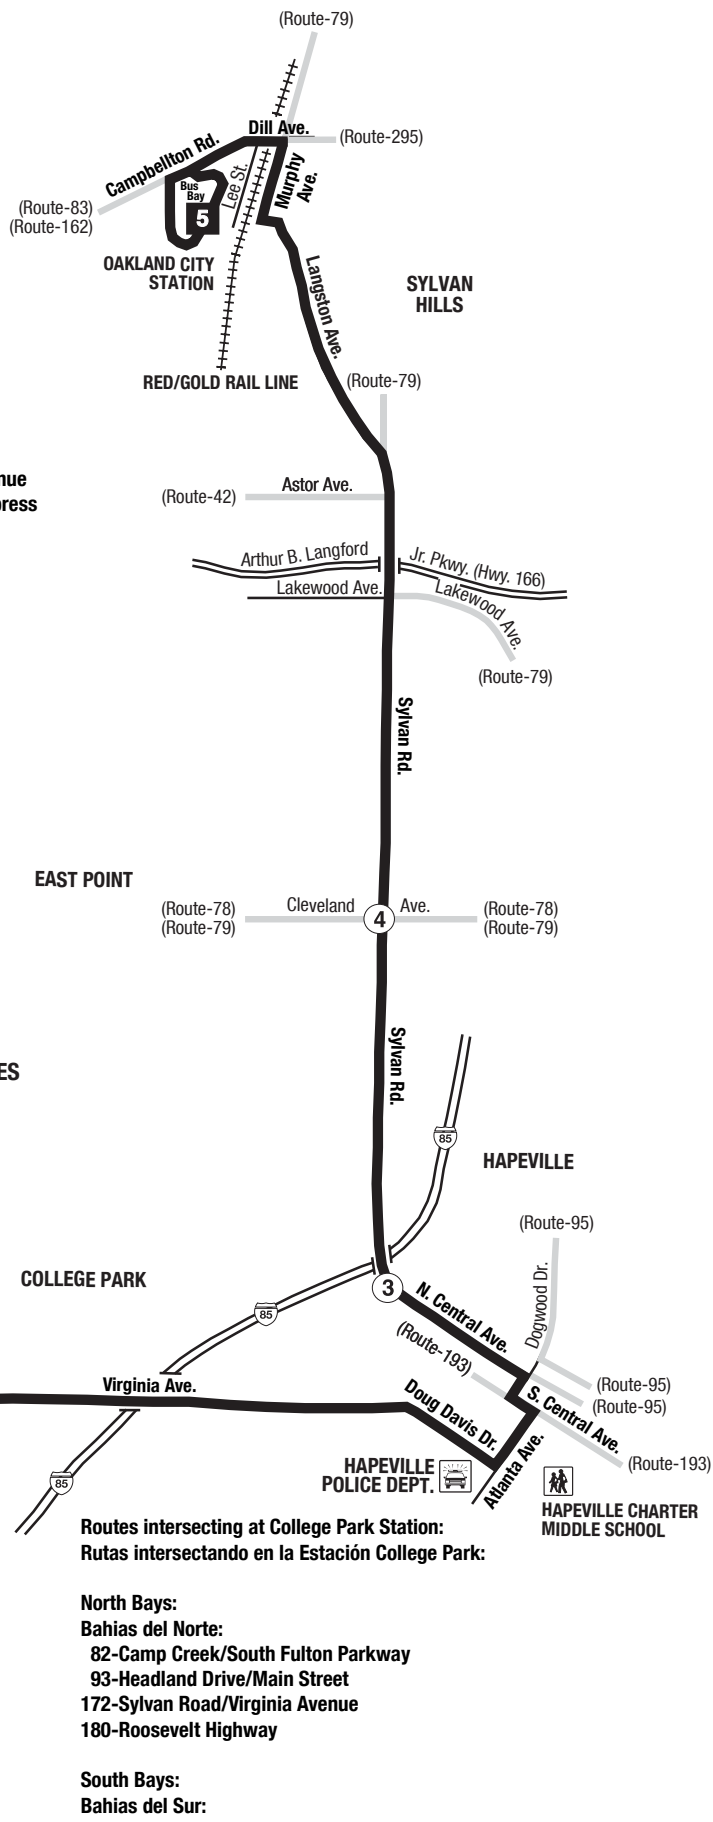 (Route-79)
Dill Ave.
(Route-295)
Campbellton Rd.
Lee St.
Murphy
Ave.
Bus
Bay
5
(Route-83)
(Route-162)
OAKLAND CITY
STATION
Langston Ave.
SYLVAN
HILLS
RED/GOLD RAIL LINE
(Route-79)
nue
press
(Route-42)
Astor Ave.
Arthur B. Langford
Jr. Pkwy. (Hwy. 166)
Lakewood Ave.
Lakewood Ave.
(Route-79)
Sylvan Rd.
EAST POINT
(Route-78)
(Route-79)
Cleveland
4
Ave.
(Route-78)
(Route-79)
Sylvan Rd.
ES
85
HAPEVILLE
(Route-95)
COLLEGE PARK
3
85
N. Central Ave.
Dogwood Dr.
(Route-193)
Virginia Ave.
(Route-95)
(Route-95)
Doug Davis Dr.
S. Central Ave.
(Route-193)
Atlanta Ave.
HAPEVILLE
POLICE DEPT.
85
HAPEVILLE CHARTER
MIDDLE SCHOOL
Routes intersecting at College Park Station:
Rutas intersectando en la Estación College Park:
North Bays:
Bahias del Norte:
82-Camp Creek/South Fulton Parkway
93-Headland Drive/Main Street
172-Sylvan Road/Virginia Avenue
180-Roosevelt Highway
South Bays:
Bahias del Sur: